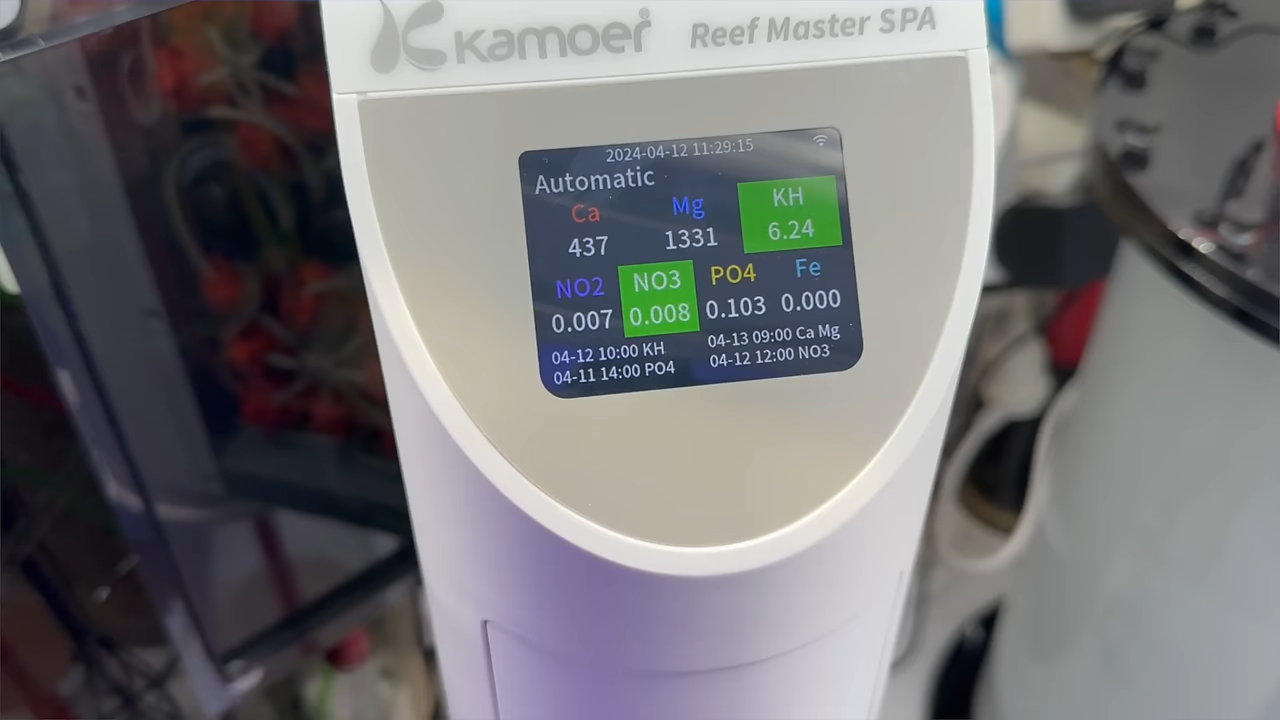 Kamoer Reef Master SPA
2024-04-12 11:29:15
Automatic
Ca Mg KH
437 1331 6.24
NO2 NO3 PO4 Fe
0.007 0.008 0.103 0.000
04-12 10:00 KH 04-13 09:00 Ca Mg
04-11 14:00 PO4 04-12 12:00 NO3